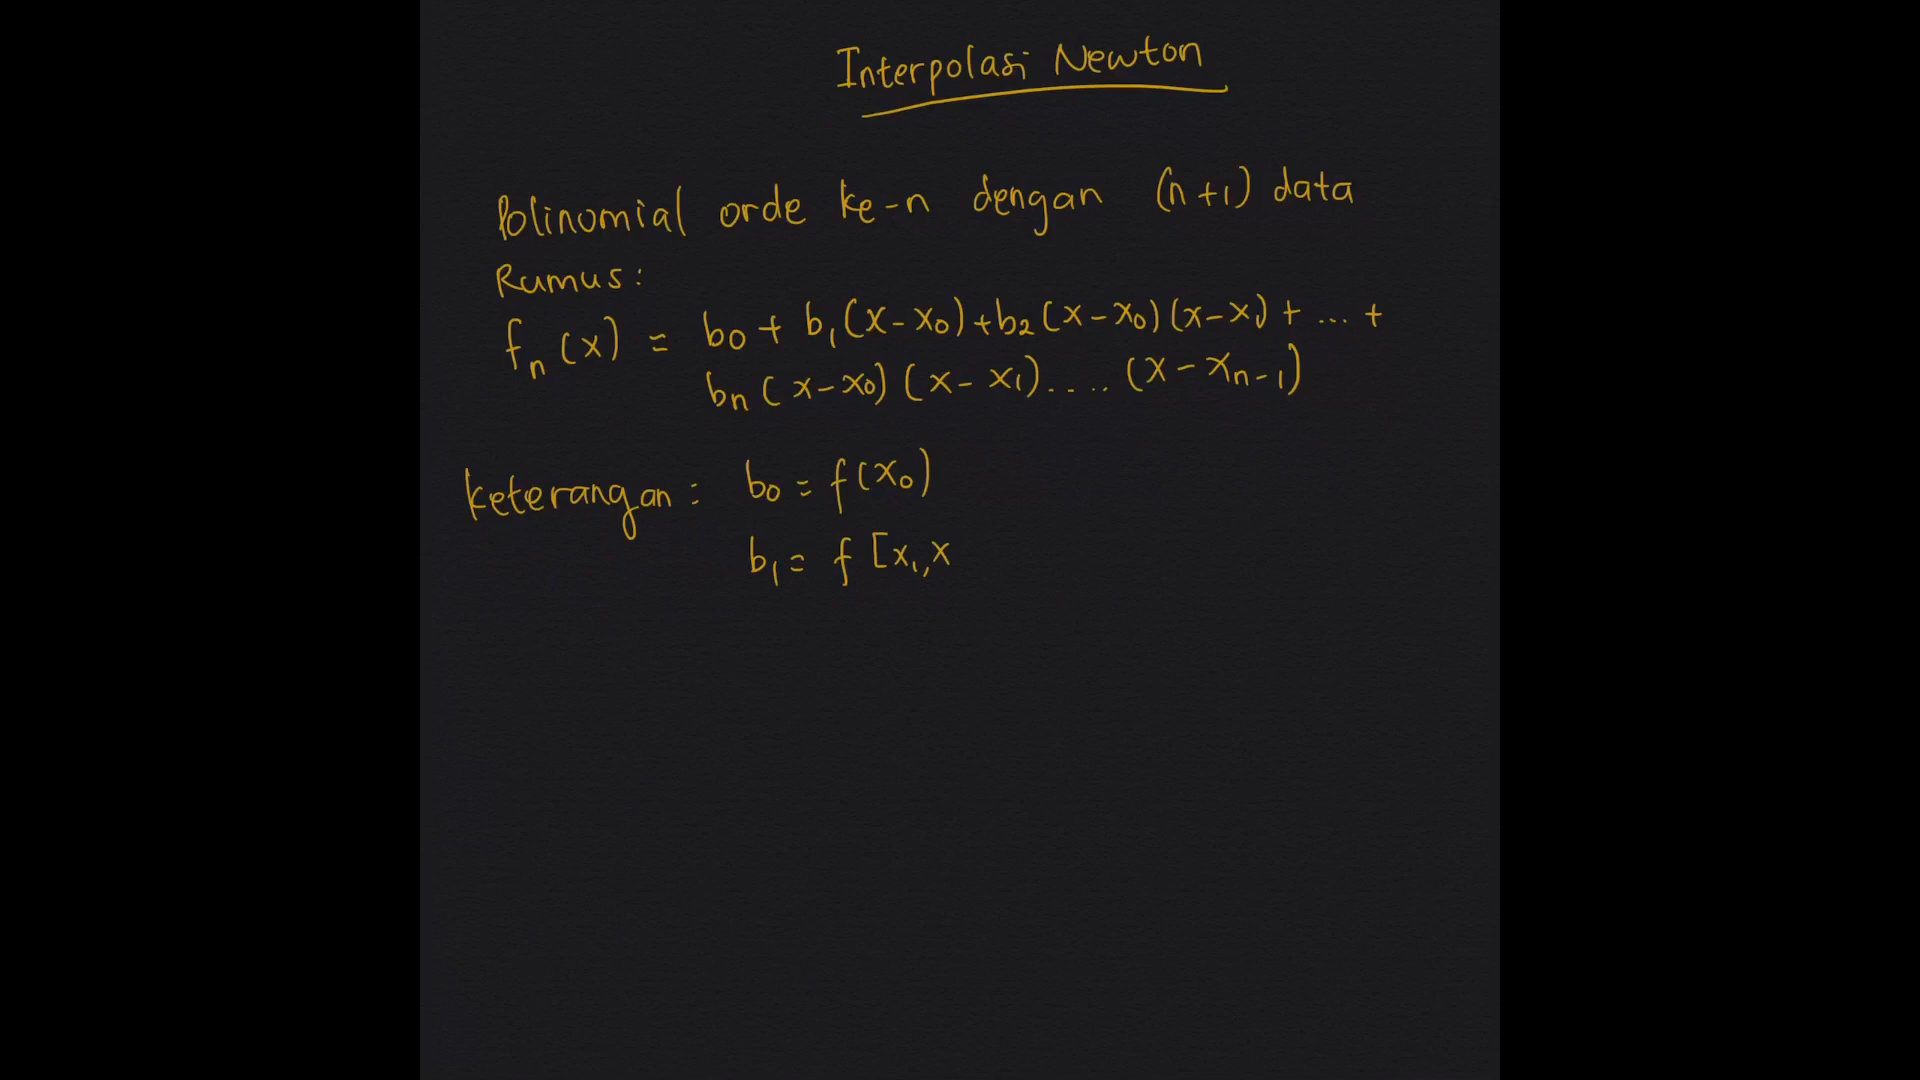 Interpolasi Newton
Polinomial orde ke-n dengan (n+1) data
Rumus:
fₙ(x) = b₀ + b₁(x-x₀) + b₂(x-x₀)(x-x₁) + ... +
bₙ(x-x₀)(x-x₁)....(x-xₙ₋₁)
keterangan: b₀ = f(x₀)
b₁ = f[x₁,x